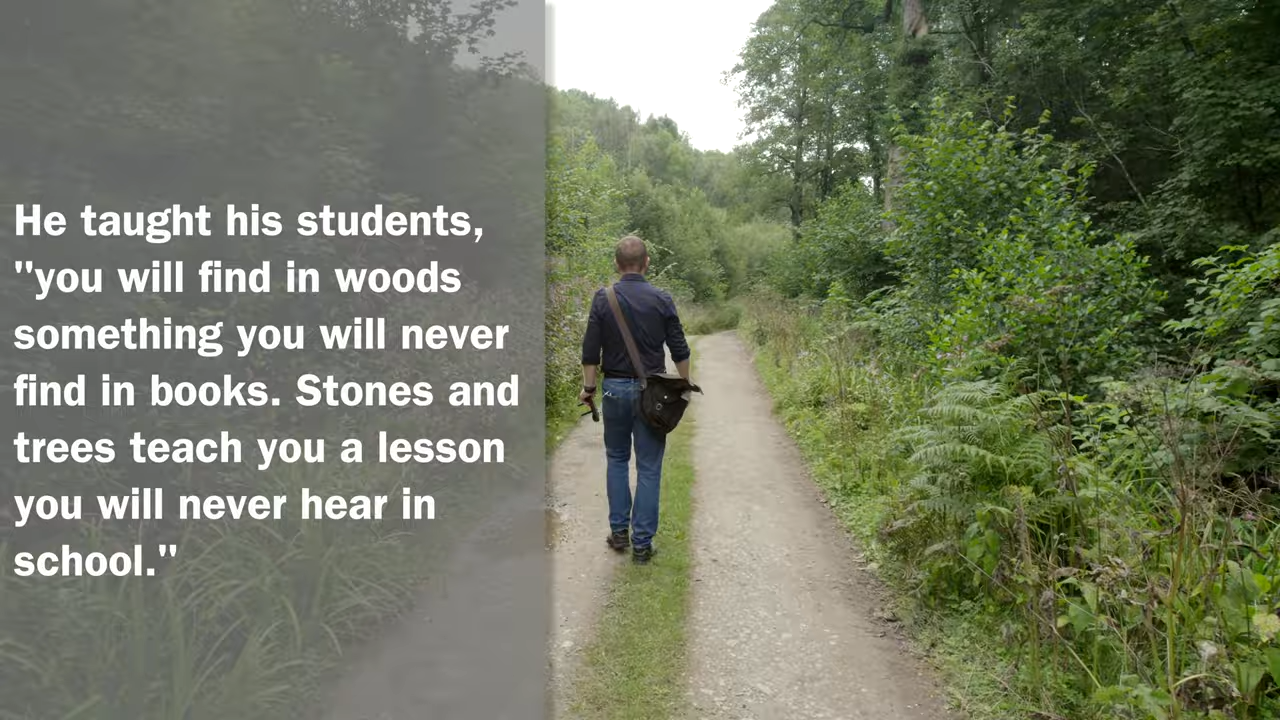 He taught his students,
"you will find in woods
something you will never
find in books. Stones and
trees teach you a lesson
you will never hear in
school."